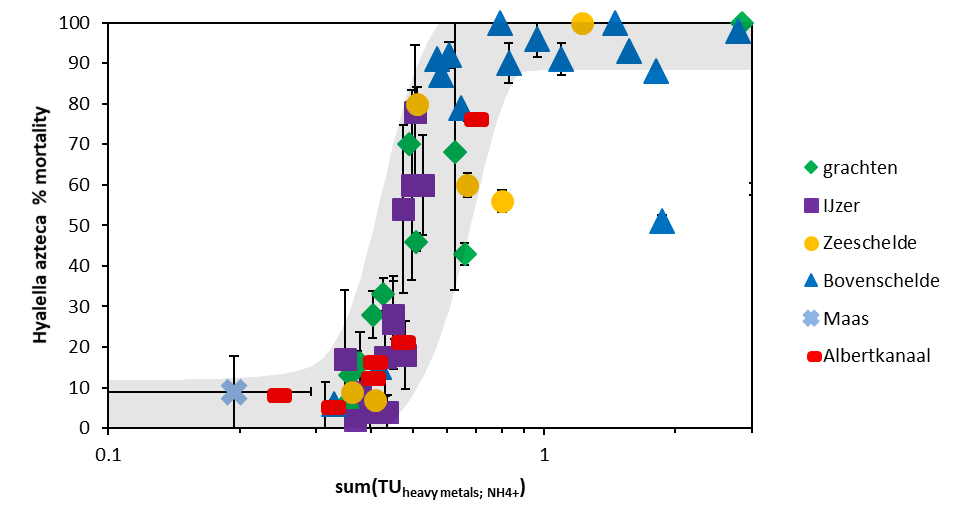 100
90
80
70
60
50
40
30
20
10
0
Hyalella azteca % mortality
0.1 1
sum(TUheavy metals; NH4+)
grachten
IJzer
Zeeschelde
Bovenschelde
Maas
Albertkanaal